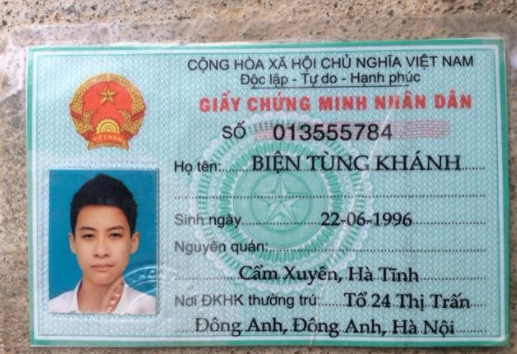 CỘNG HÒA XÃ HỘI CHỦ NGHĨA VIỆT NAM
Độc lập - Tự do - Hạnh phúc
GIẤY CHỨNG MINH NHÂN DÂN
SỐ 013555784
Họ tên: BIỆN TÙNG KHÁNH
Sinh ngày 22-06-1996
Nguyên quán:
Cẩm Xuyên, Hà Tĩnh
Nơi ĐKHK thường trú: Tổ 24 Thị Trấn
Đông Anh, Đông Anh, Hà Nội